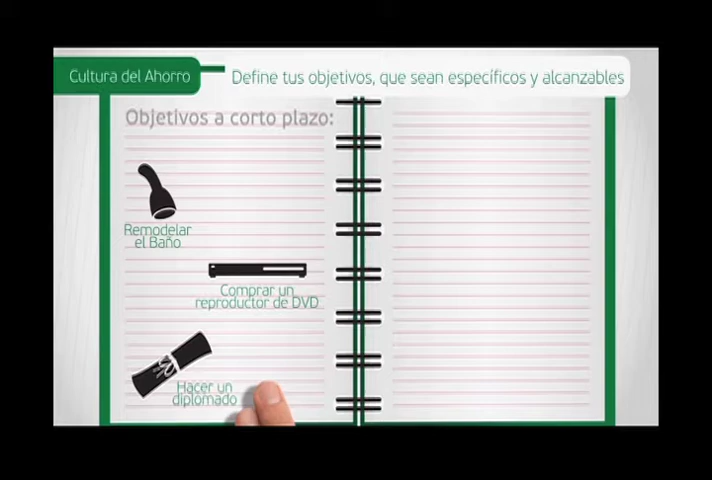 Cultura del Ahorro
Define tus objetivos, que sean específicos y alcanzables
Objetivos a corto plazo:
Remodelar
el Baño
Comprar un
reproductor de DVD
Hacer un
diplomado